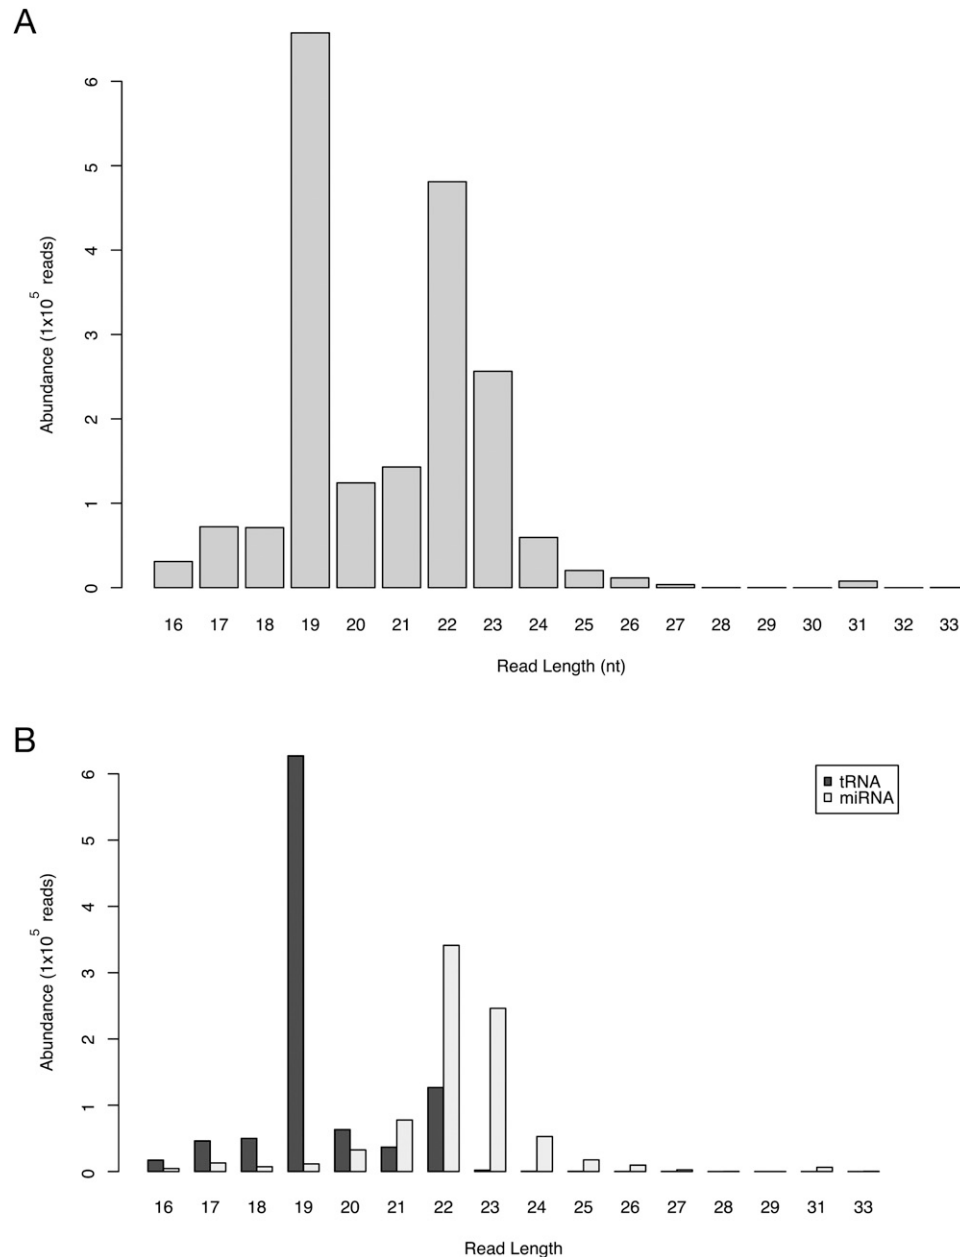 A
Abundance (1x10^5 reads)
6
5
4
3
2
1
0
16 17 18 19 20 21 22 23 24 25 26 27 28 29 30 31 32 33
Read Length (nt)
B
Abundance (1x10^5 reads)
6
5
4
3
2
1
0
tRNA
miRNA
16 17 18 19 20 21 22 23 24 25 26 27 28 29 31 33
Read Length